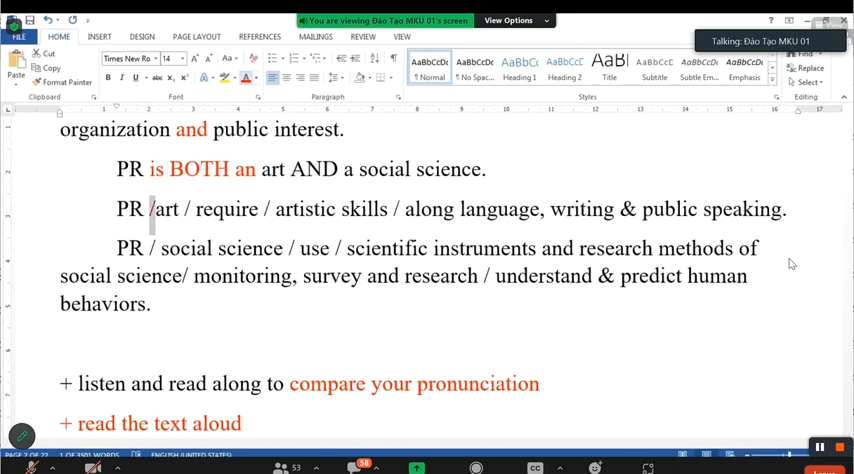 You are viewing Đào Tạo MKU 01's screen
View Options
FILE
HOME
INSERT
DESIGN
PAGE LAYOUT
REFERENCES
MAILINGS
REVIEW
VIEW
Talking: Đào Tạo MKU 01
Paste
Cut
Copy
Format Painter
Clipboard
Times New Ro
14
Font
Paragraph
AaBbCcDc
AaBbCcDc
AaBbCc
AaBbCcD
AaBl
AaBbCcD
AaBbCcDc
AaBbCcDc
¶ Normal
¶ No Spac...
Heading 1
Heading 2
Title
Subtitle
Subtle Em...
Emphasis
Styles
Find
Replace
Select
Editing
organization and public interest.
PR is BOTH an art AND a social science.
PR /art / require / artistic skills / along language, writing & public speaking.
PR / social science / use / scientific instruments and research methods of
social science/ monitoring, survey and research / understand & predict human
behaviors.
+ listen and read along to compare your pronunciation
+ read the text aloud
PAGE 2 OF 22
1 OF 3501 WORDS
ENGLISH (UNITED STATES)
53
58
CC